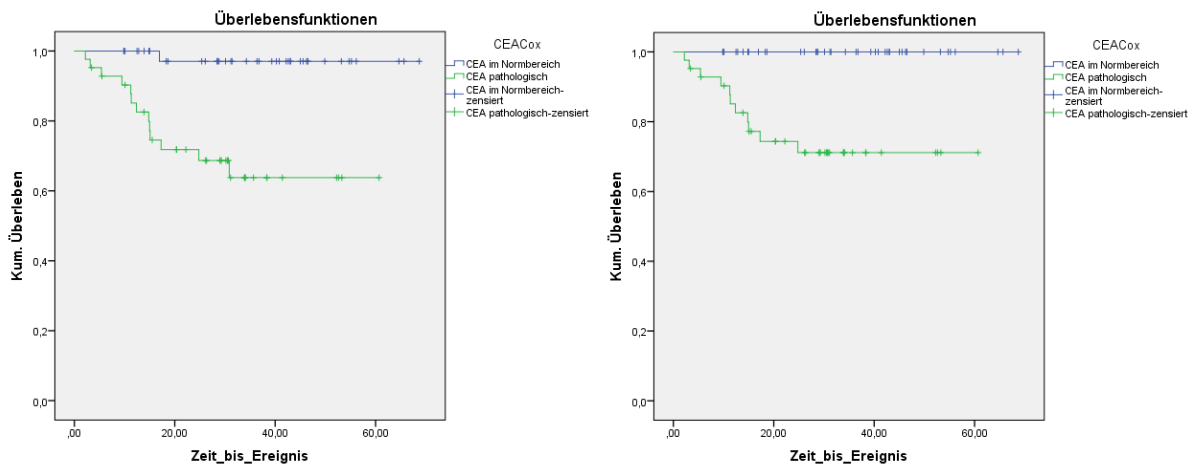 Überlebensfunktionen
CEACox
CEA im Normbereich
CEA pathologisch
CEA im Normbereich-
zensiert
CEA pathologisch-zensiert
Kum. Überleben
1,0
0,8
0,6
0,4
0,2
0,0
,00
20,00
40,00
60,00
Zeit_bis_Ereignis
Überlebensfunktionen
CEACox
CEA im Normbereich
CEA pathologisch
CEA im Normbereich-
zensiert
CEA pathologisch-zensiert
Kum. Überleben
1,0
0,8
0,6
0,4
0,2
0,0
,00
20,00
40,00
60,00
Zeit_bis_Ereignis